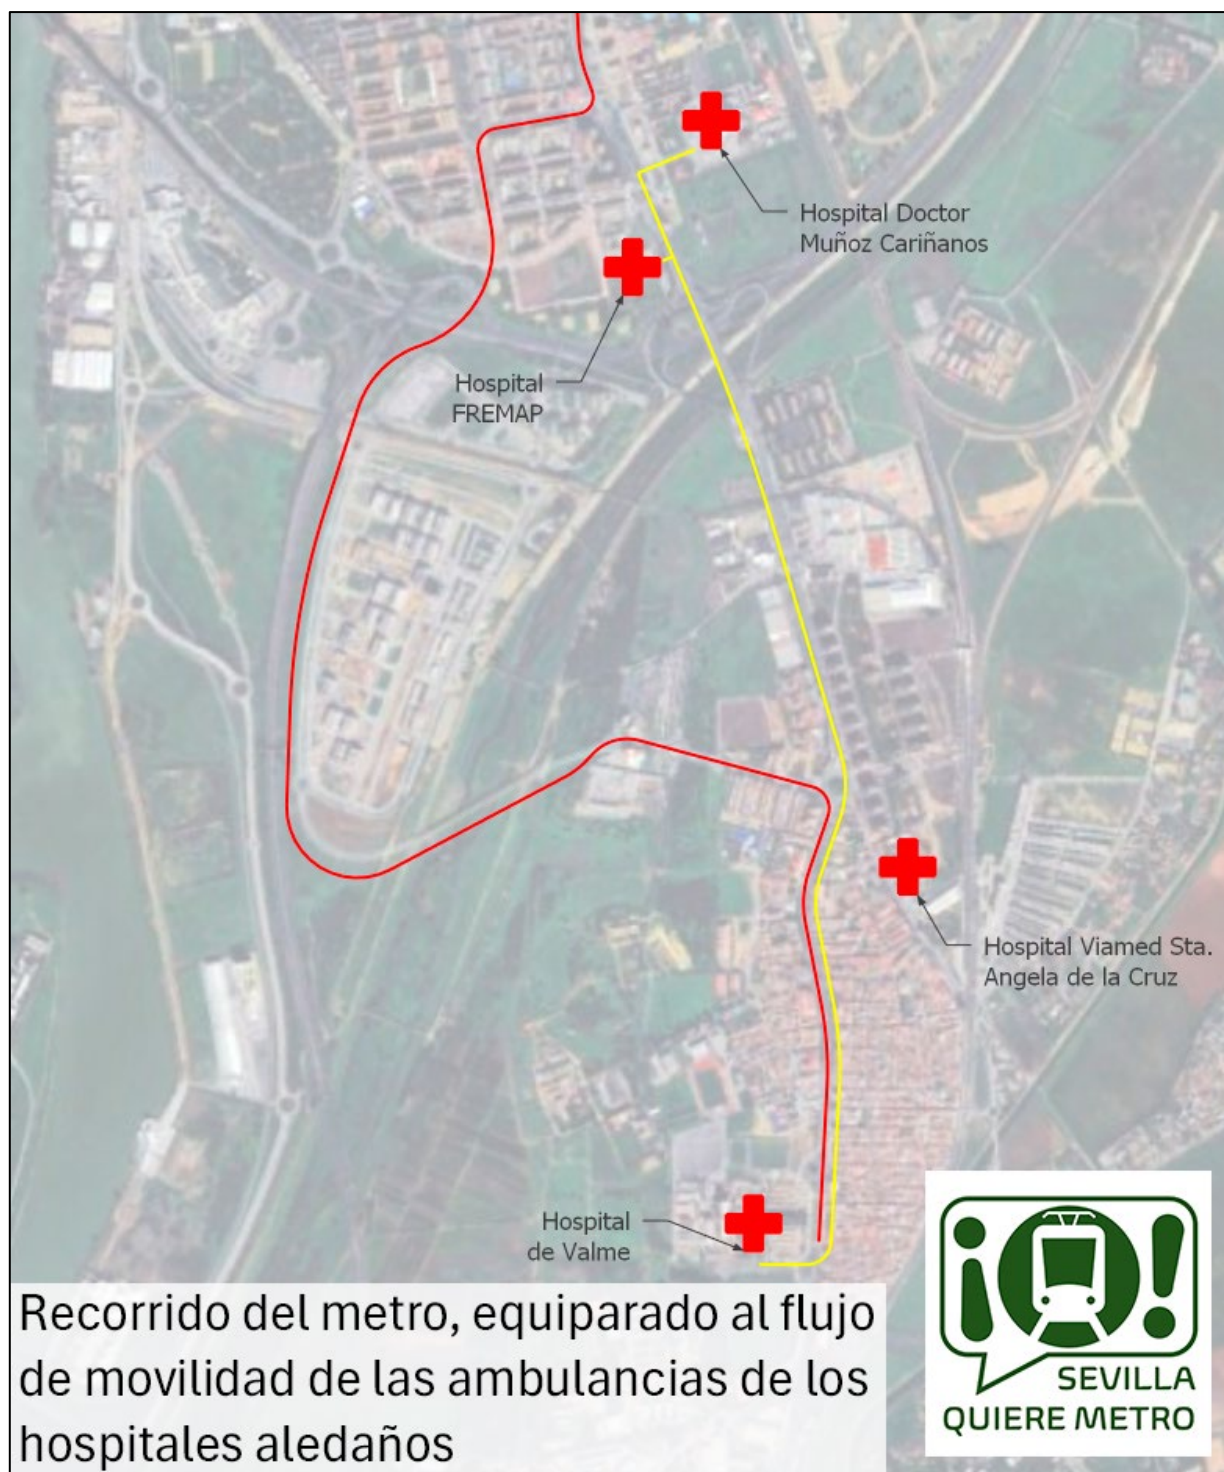 Hospital Doctor
Muñoz Cariñanos
Hospital
FREMAP
Hospital Viamed Sta.
Angela de la Cruz
Hospital
de Valme
Recorrido del metro, equiparado al flujo
de movilidad de las ambulancias de los
hospitales aledaños
SEVILLA
QUIERE METRO